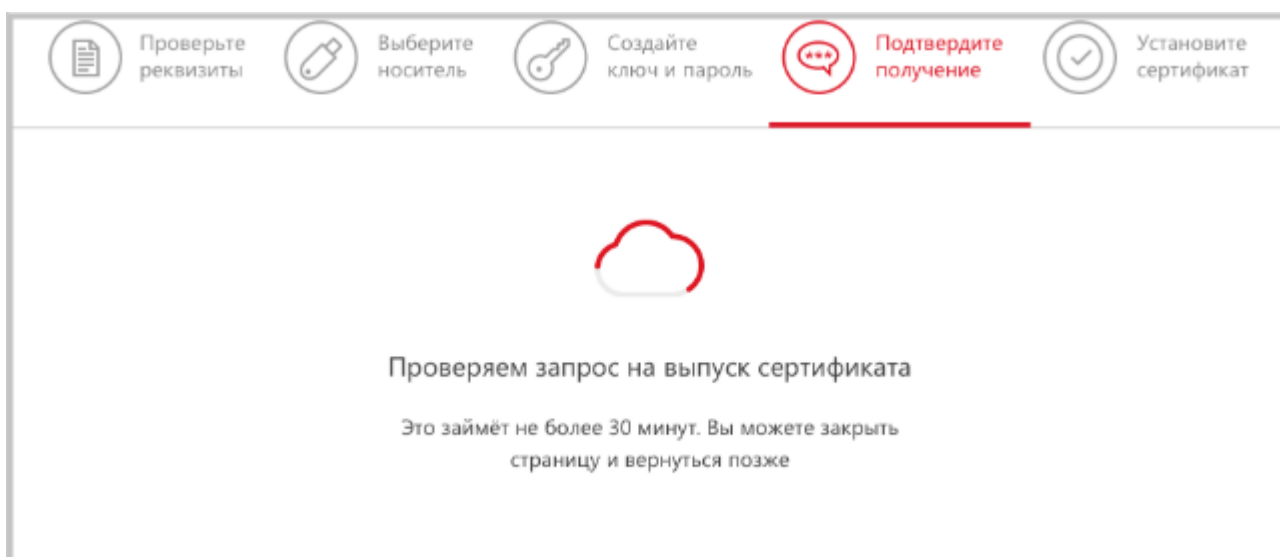 Проверьте
реквизиты
Выберите
носитель
Создайте
ключ и пароль
Подтвердите
получение
Установите
сертификат
Проверяем запрос на выпуск сертификата
Это займёт не более 30 минут. Вы можете закрыть
страницу и вернуться позже